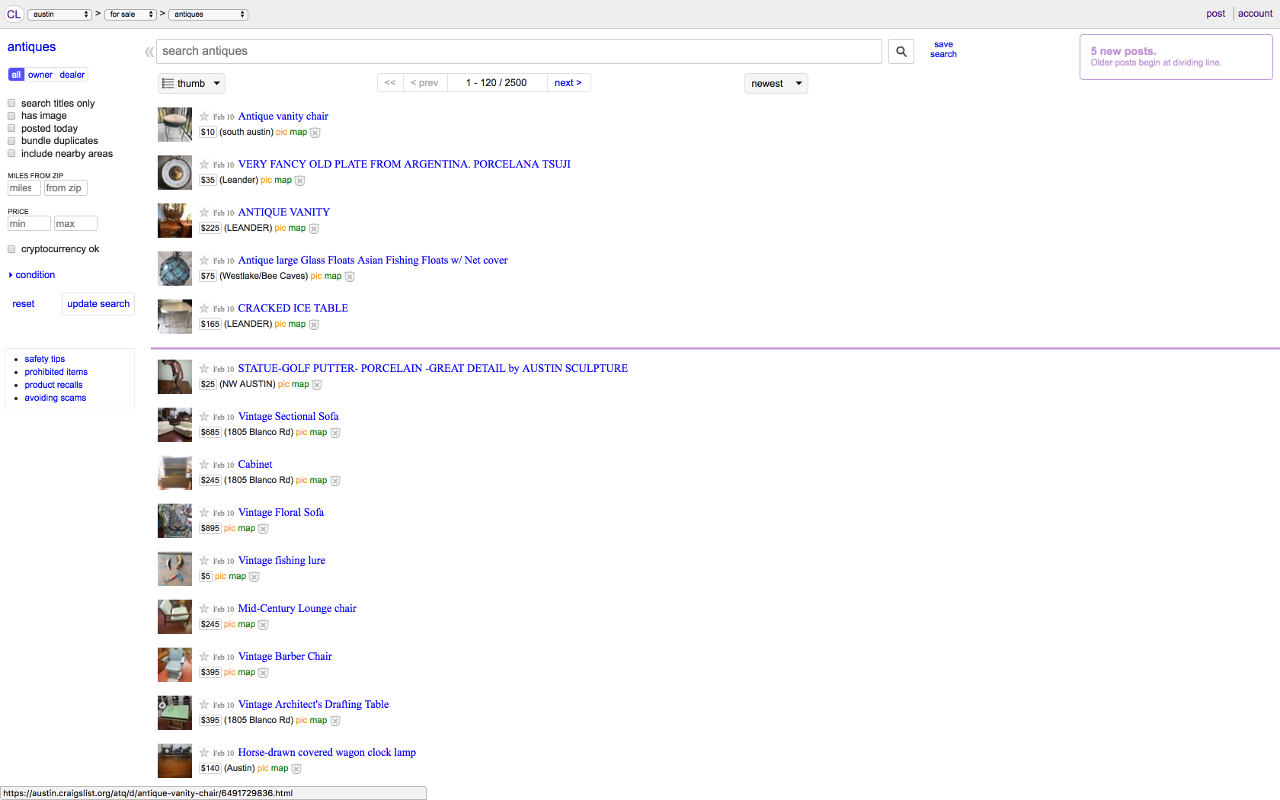 CL austin > for sale > antiques post account
antiques
all owner dealer
search titles only
has image
posted today
bundle duplicates
include nearby areas
MILES FROM ZIP
miles from zip
PRICE
min max
cryptocurrency ok
condition
reset update search
safety tips
prohibited items
product recalls
avoiding scams
« search antiques
save
search
5 new posts.
Older posts begin at dividing line.
thumb << < prev 1 - 120 / 2500 next > newest
Feb 10 Antique vanity chair
$10 (south austin) pic map
Feb 10 VERY FANCY OLD PLATE FROM ARGENTINA. PORCELANA TSUJI
$35 (Leander) pic map
Feb 10 ANTIQUE VANITY
$225 (LEANDER) pic map
Feb 10 Antique large Glass Floats Asian Fishing Floats w/ Net cover
$75 (Westlake/Bee Caves) pic map
Feb 10 CRACKED ICE TABLE
$165 (LEANDER) pic map
Feb 10 STATUE-GOLF PUTTER- PORCELAIN -GREAT DETAIL by AUSTIN SCULPTURE
$25 (NW AUSTIN) pic map
Feb 10 Vintage Sectional Sofa
$685 (1805 Blanco Rd) pic map
Feb 10 Cabinet
$245 (1805 Blanco Rd) pic map
Feb 10 Vintage Floral Sofa
$895 pic map
Feb 10 Vintage fishing lure
$5 pic map
Feb 10 Mid-Century Lounge chair
$245 pic map
Feb 10 Vintage Barber Chair
$395 pic map
Feb 10 Vintage Architect's Drafting Table
$395 (1805 Blanco Rd) pic map
Feb 10 Horse-drawn covered wagon clock lamp
$140 (Austin) pic map
https://austin.craigslist.org/atq/d/antique-vanity-chair/6491729836.html